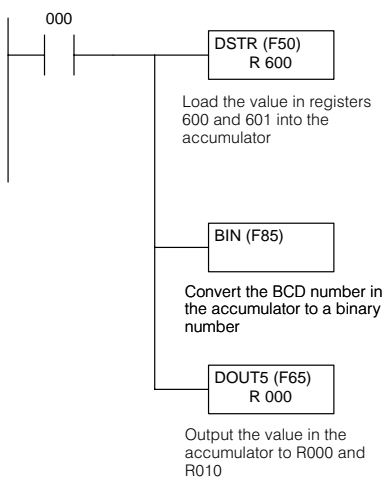 000
DSTR (F50)
R 600
Load the value in registers
600 and 601 into the
accumulator
BIN (F85)
Convert the BCD number in
the accumulator to a binary
number
DOUT5 (F65)
R 000
Output the value in the
accumulator to R000 and
R010